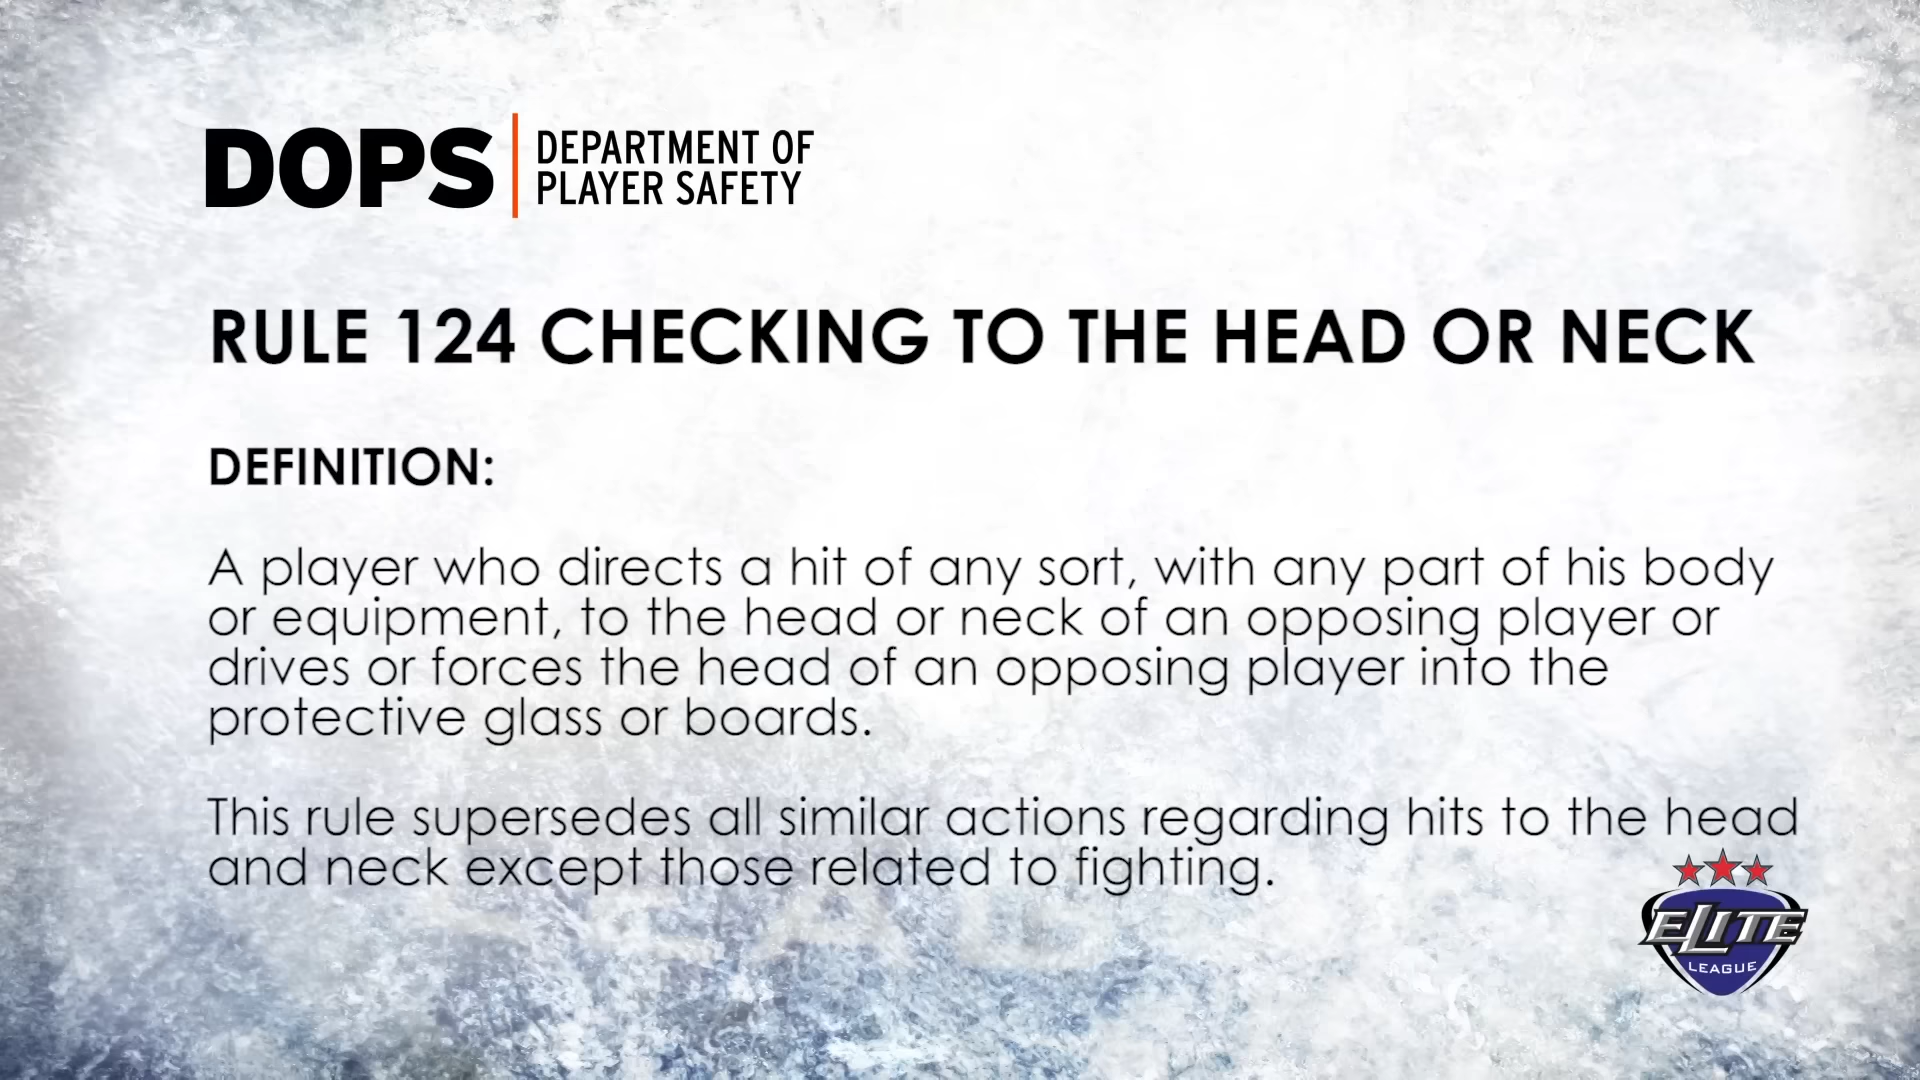 DOPS
DEPARTMENT OF
PLAYER SAFETY
RULE 124 CHECKING TO THE HEAD OR NECK
DEFINITION:
A player who directs a hit of any sort, with any part of his body
or equipment, to the head or neck of an opposing player or
drives or forces the head of an opposing player into the
protective glass or boards.
This rule supersedes all similar actions regarding hits to the head
and neck except those related to fighting.
ELITE
LEAGUE